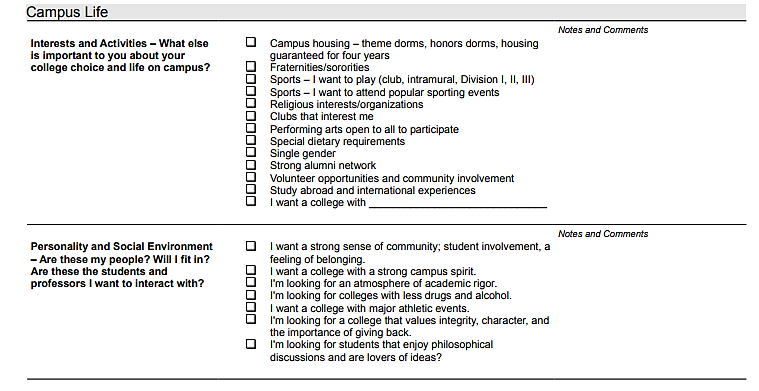 Campus Life
Notes and Comments
Interests and Activities – What else
is important to you about your
college choice and life on campus?
Campus housing – theme dorms, honors dorms, housing
guaranteed for four years
Fraternities/sororities
Sports – I want to play (club, intramural, Division I, II, III)
Sports – I want to attend popular sporting events
Religious interests/organizations
Clubs that interest me
Performing arts open to all to participate
Special dietary requirements
Single gender
Strong alumni network
Volunteer opportunities and community involvement
Study abroad and international experiences
I want a college with ______________________________
Notes and Comments
Personality and Social Environment
– Are these my people? Will I fit in?
Are these the students and
professors I want to interact with?
I want a strong sense of community; student involvement, a
feeling of belonging.
I want a college with a strong campus spirit.
I'm looking for an atmosphere of academic rigor.
I'm looking for colleges with less drugs and alcohol.
I want a college with major athletic events.
I'm looking for a college that values integrity, character, and
the importance of giving back.
I'm looking for students that enjoy philosophical
discussions and are lovers of ideas?